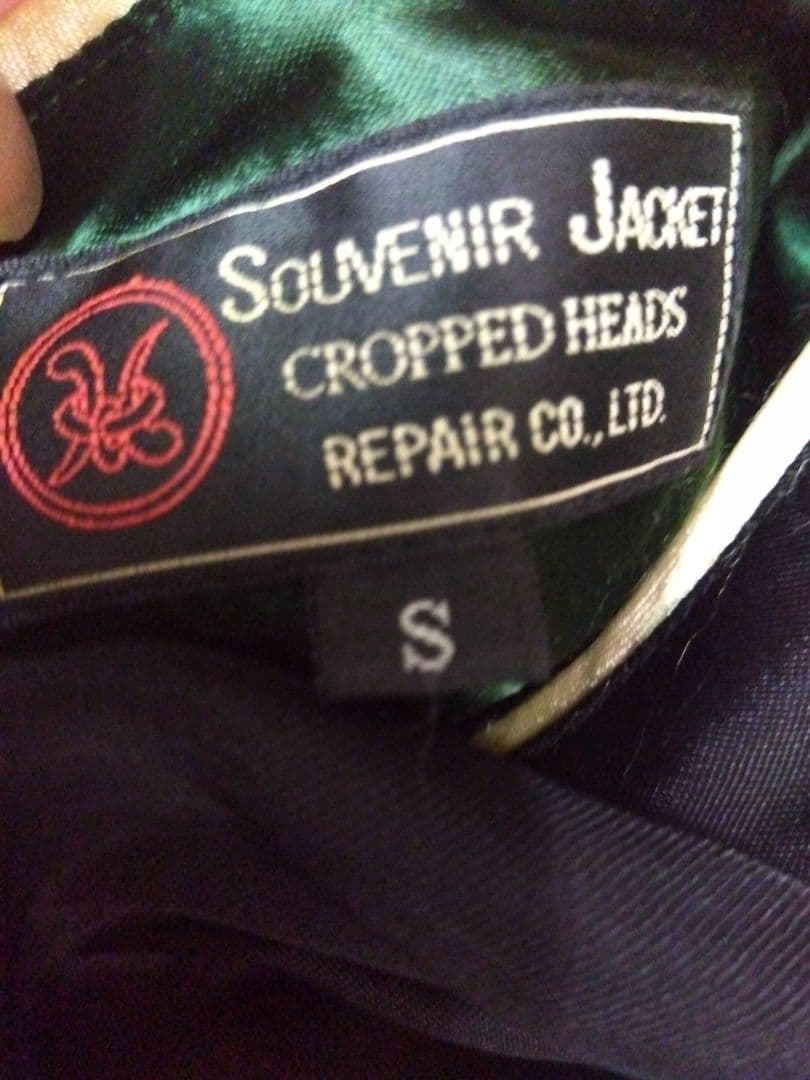 SOUVENIR JACKET
CROPPED HEADS
REPAIR CO., LTD.
S